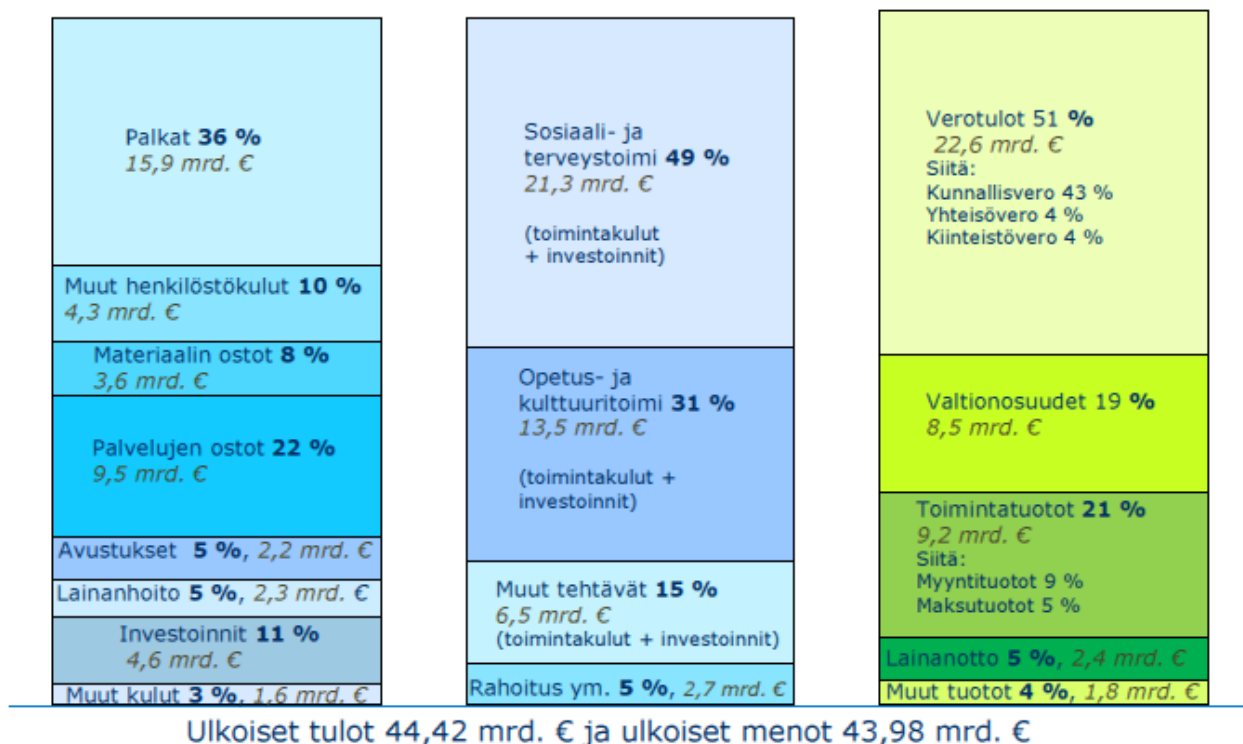 Palkat 36 %
15,9 mrd. €
Muut henkilöstökulut 10 %
4,3 mrd. €
Materiaalin ostot 8 %
3,6 mrd. €
Palvelujen ostot 22 %
9,5 mrd. €
Avustukset 5 %, 2,2 mrd. €
Lainanhoito 5 %, 2,3 mrd. €
Investoinnit 11 %
4,6 mrd. €
Muut kulut 3 %, 1,6 mrd. €
Sosiaali- ja
terveystoimi 49 %
21,3 mrd. €
(toimintakulut
+ investoinnit)
Opetus- ja
kulttuuritoimi 31 %
13,5 mrd. €
(toimintakulut +
investoinnit)
Muut tehtävät 15 %
6,5 mrd. €
(toimintakulut + investoinnit)
Rahoitus ym. 5 %, 2,7 mrd. €
Verotulot 51 %
22,6 mrd. €
Siitä:
Kunnallisvero 43 %
Yhteisövero 4 %
Kiinteistövero 4 %
Valtionosuudet 19 %
8,5 mrd. €
Toimintatuotot 21 %
9,2 mrd. €
Siitä:
Myyntituotot 9 %
Maksutuotot 5 %
Lainanotto 5 %, 2,4 mrd. €
Muut tuotot 4 %, 1,8 mrd. €
Ulkoiset tulot 44,42 mrd. € ja ulkoiset menot 43,98 mrd. €